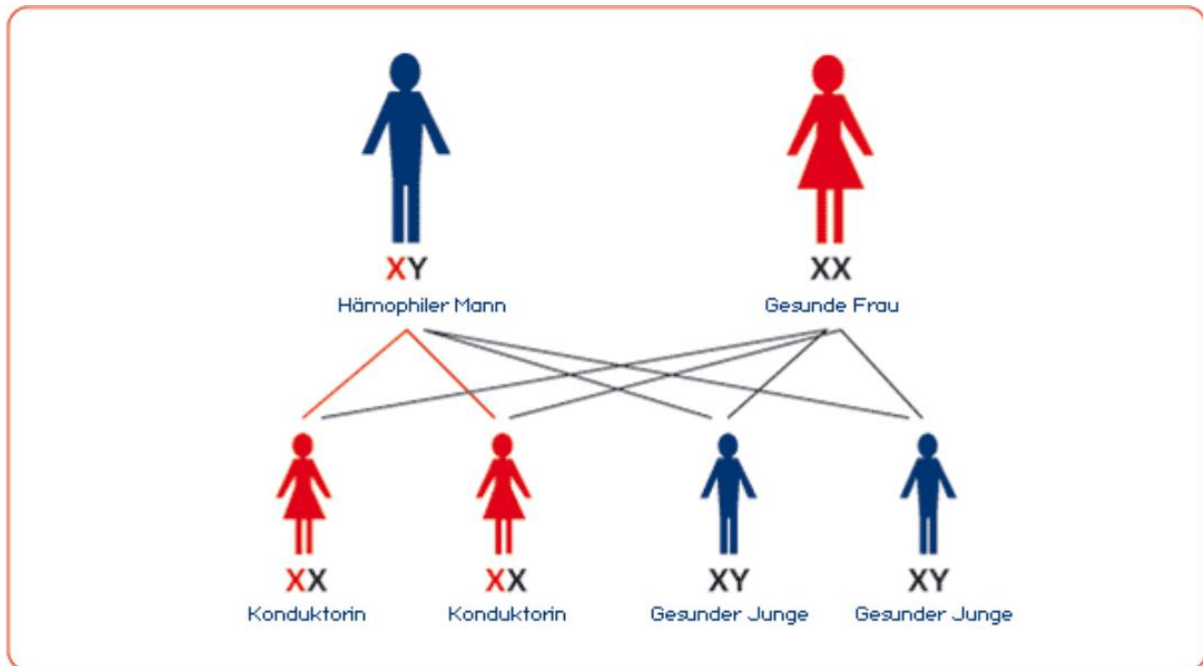 XY
XX
Hämophiler Mann
Gesunde Frau
XX
XX
XY
XY
Konduktorin
Konduktorin
Gesunder Junge
Gesunder Junge